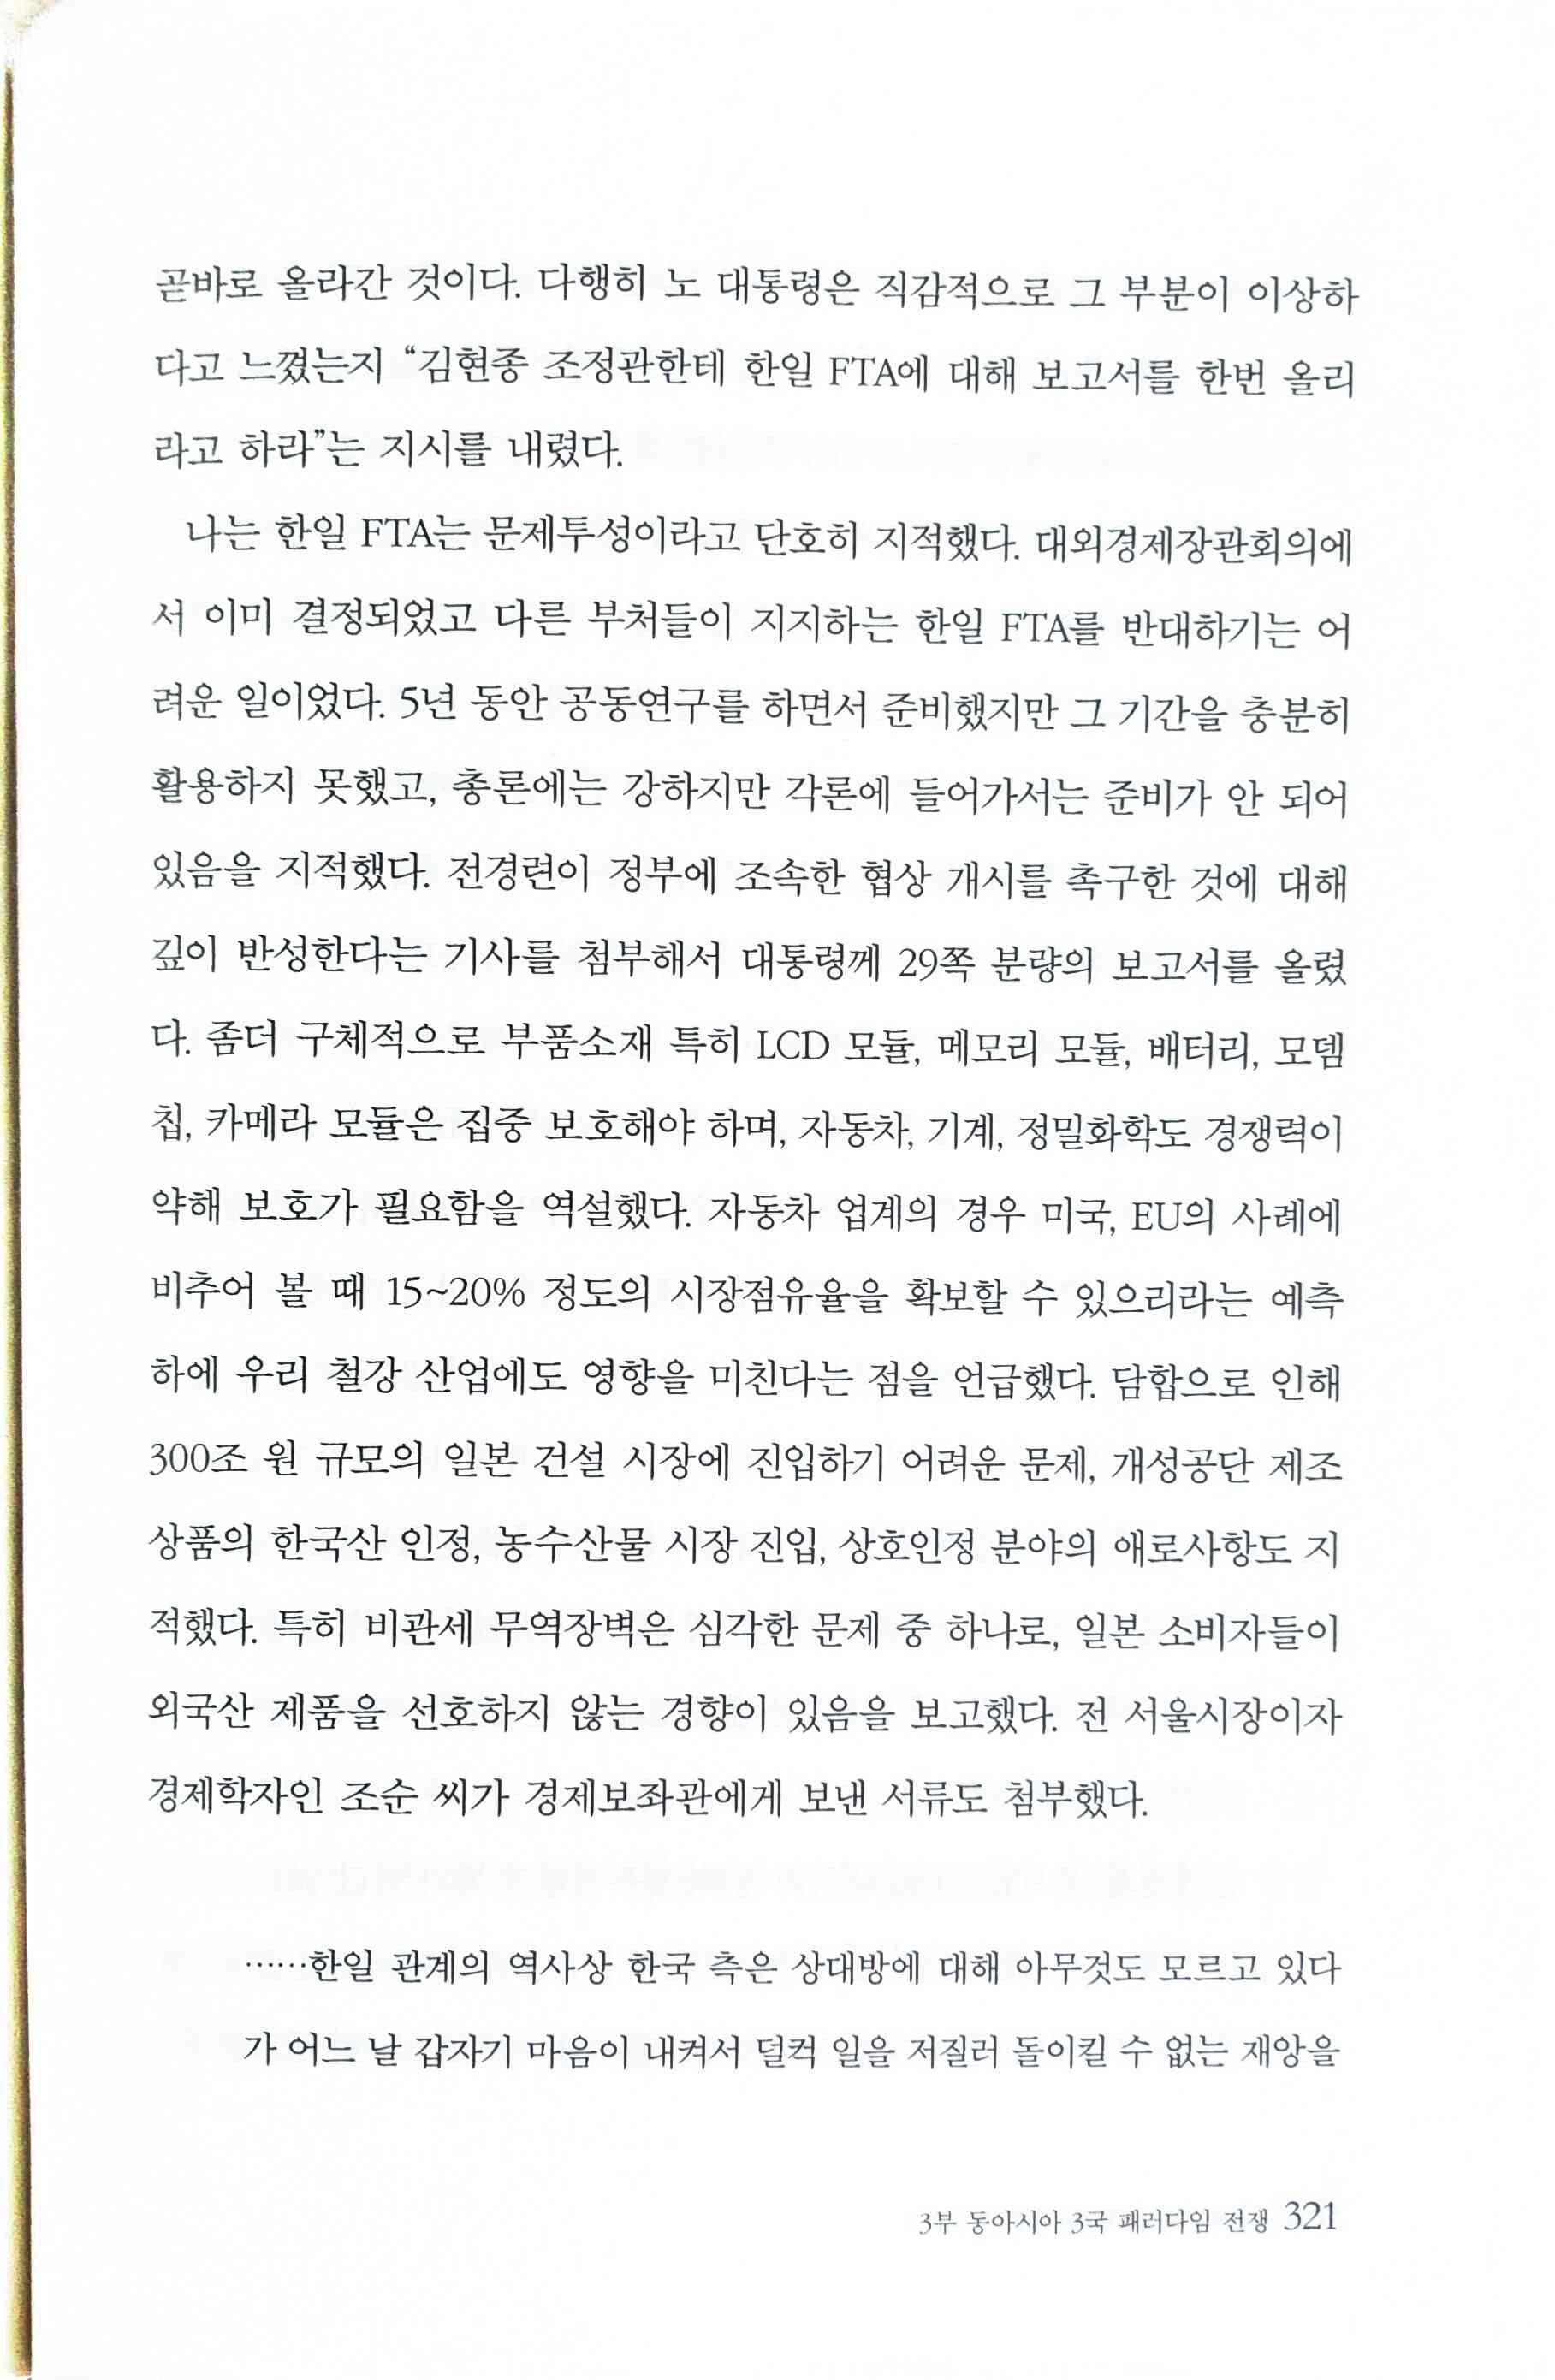 곧바로 올라간 것이다. 다행히 노 대통령은 직감적으로 그 부분이 이상하
다고 느꼈는지 “김현종 조정관한테 한일 FTA에 대해 보고서를 한번 올리
라고 하라”는 지시를 내렸다.
나는 한일 FTA는 문제투성이라고 단호히 지적했다. 대외경제장관회의에
서 이미 결정되었고 다른 부처들이 지지하는 한일 FTA를 반대하기는 어
려운 일이었다. 5년 동안 공동연구를 하면서 준비했지만 그 기간을 충분히
활용하지 못했고, 총론에는 강하지만 각론에 들어가서는 준비가 안 되어
있음을 지적했다. 전경련이 정부에 조속한 협상 개시를 촉구한 것에 대해
깊이 반성한다는 기사를 첨부해서 대통령께 29쪽 분량의 보고서를 올렸
다. 좀더 구체적으로 부품소재 특히 LCD 모듈, 메모리 모듈, 배터리, 모뎀
칩, 카메라 모듈은 집중 보호해야 하며, 자동차, 기계, 정밀화학도 경쟁력이
약해 보호가 필요함을 역설했다. 자동차 업계의 경우 미국, EU의 사례에
비추어 볼 때 15~20% 정도의 시장점유율을 확보할 수 있으리라는 예측
하에 우리 철강 산업에도 영향을 미친다는 점을 언급했다. 담합으로 인해
300조 원 규모의 일본 건설 시장에 진입하기 어려운 문제, 개성공단 제조
상품의 한국산 인정, 농수산물 시장 진입, 상호인정 분야의 애로사항도 지
적했다. 특히 비관세 무역장벽은 심각한 문제 중 하나로, 일본 소비자들이
외국산 제품을 선호하지 않는 경향이 있음을 보고했다. 전 서울시장이자
경제학자인 조순 씨가 경제보좌관에게 보낸 서류도 첨부했다.
……한일 관계의 역사상 한국 측은 상대방에 대해 아무것도 모르고 있다
가 어느 날 갑자기 마음이 내켜서 덜컥 일을 저질러 돌이킬 수 없는 재앙을
3부 동아시아 3국 패러다임 전쟁 321